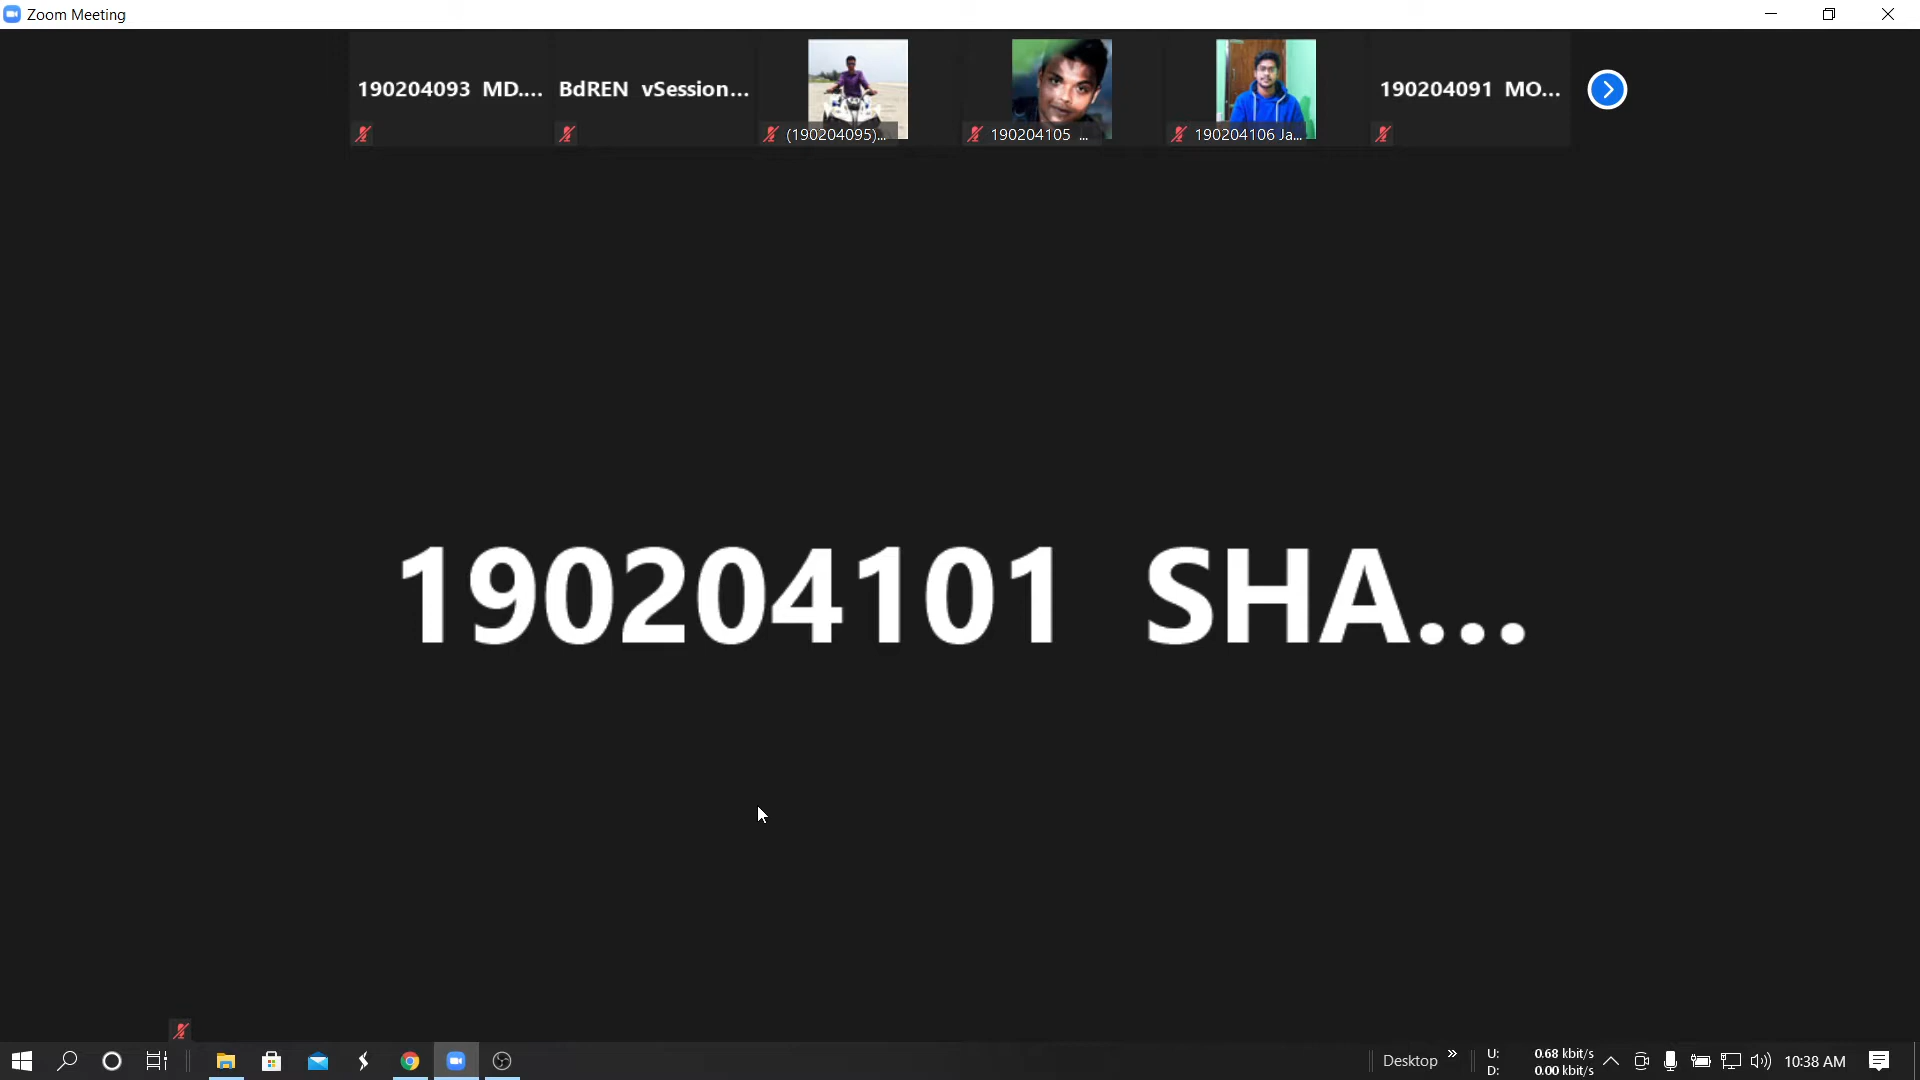 Zoom Meeting
190204093 MD....
BdREN vSession...
(190204095)...
190204105 ...
190204106 Ja...
190204091 MO...
190204101 SHA...
Desktop
U: 0.68 kbit/s
D: 0.00 kbit/s
10:38 AM